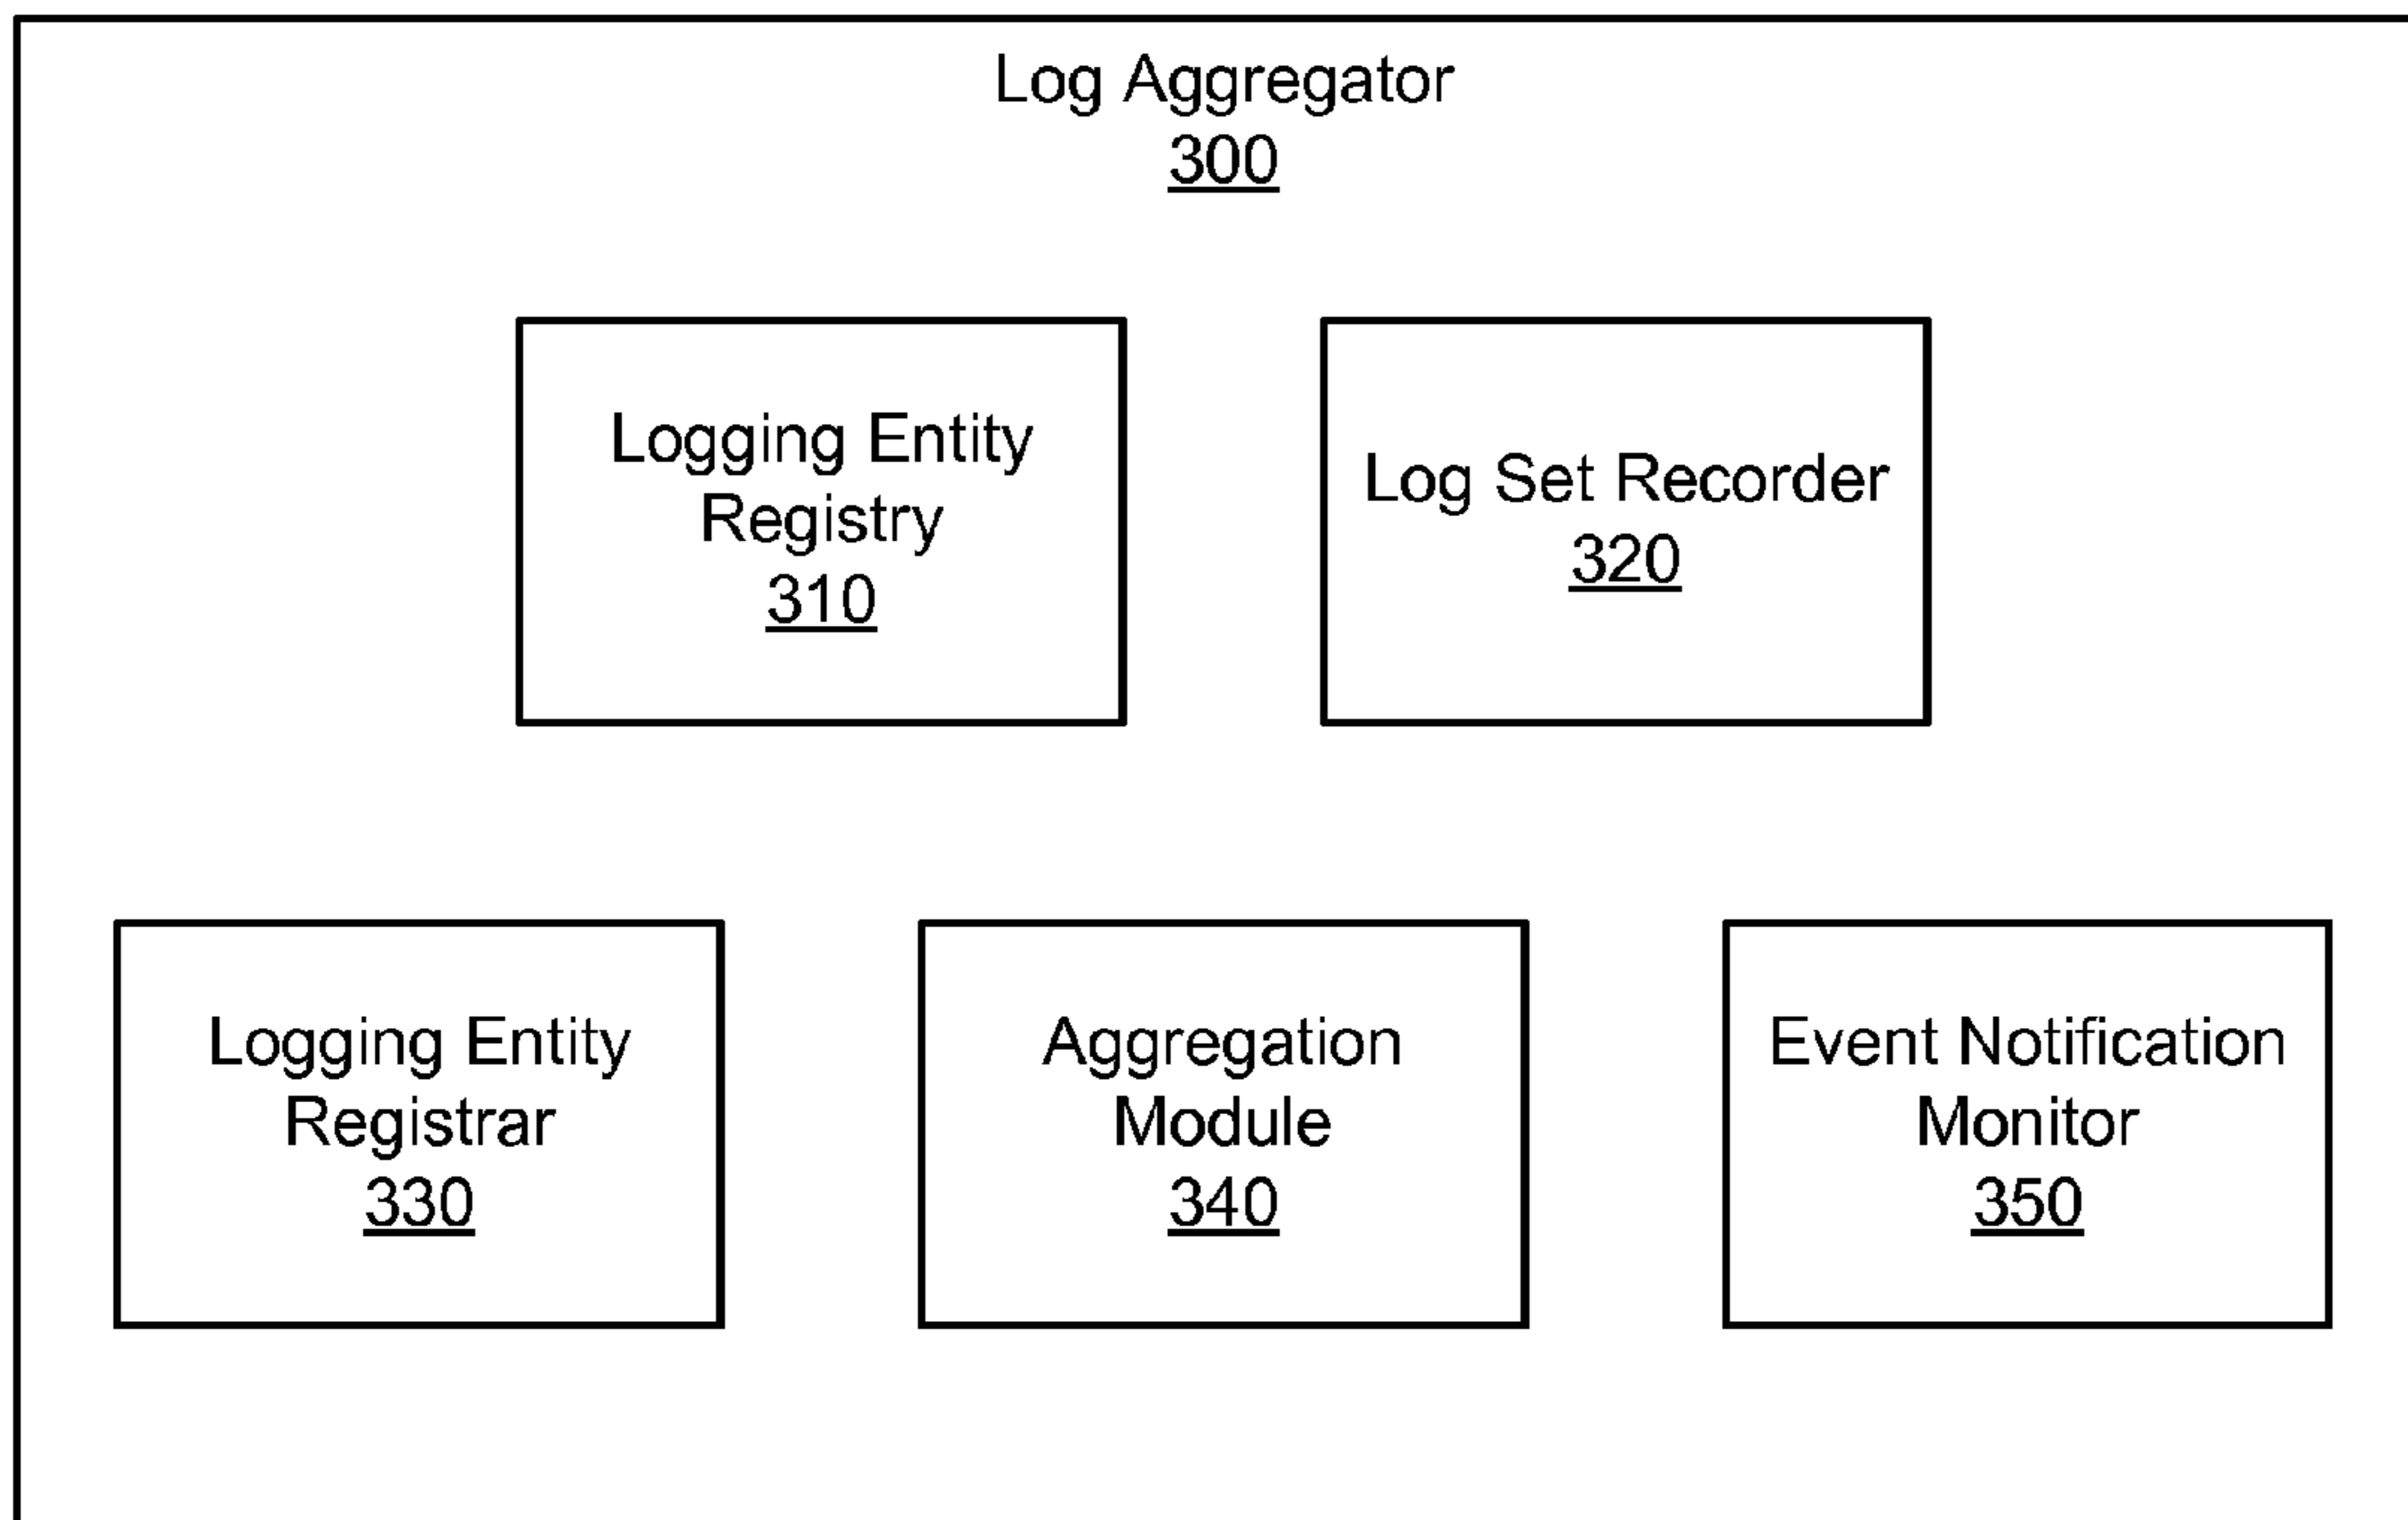 Log Aggregator
300
Logging Entity
Registry
310
Log Set Recorder
320
Logging Entity
Registrar
330
Aggregation
Module
340
Event Notification
Monitor
350